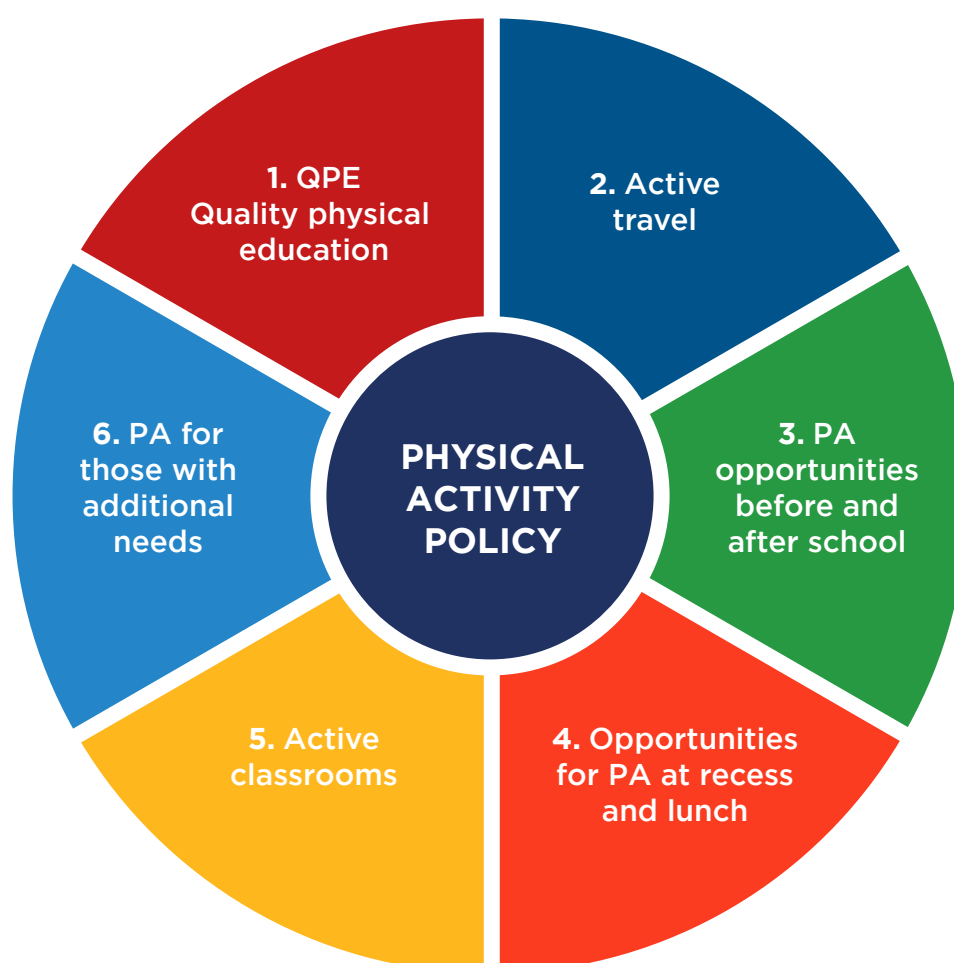 1. QPE
Quality physical
education
2. Active
travel
3. PA
opportunities
before and
after school
4. Opportunities
for PA at recess
and lunch
5. Active
classrooms
6. PA for
those with
additional
needs
PHYSICAL
ACTIVITY
POLICY